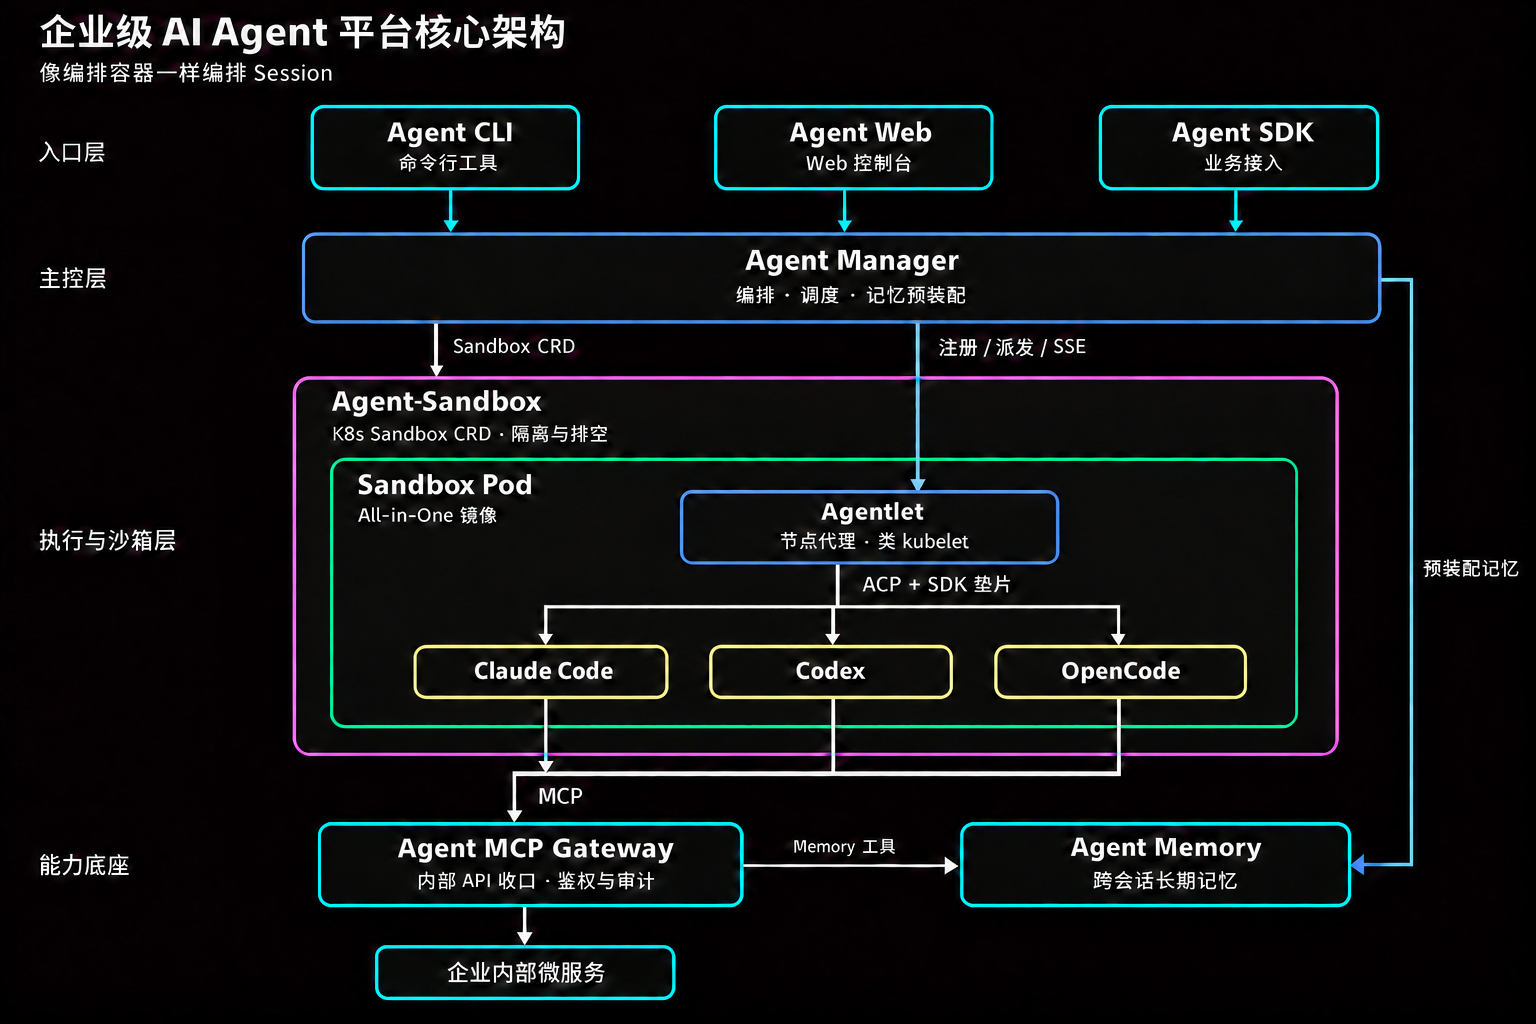 企业级 AI Agent 平台核心架构
像编排容器一样编排 Session
入口层
Agent CLI
命令行工具
Agent Web
Web 控制台
Agent SDK
业务接入
主控层
Agent Manager
编排 · 调度 · 记忆预装配
Sandbox CRD
注册 / 派发 / SSE
执行与沙箱层
Agent-Sandbox
K8s Sandbox CRD · 隔离与排空
Sandbox Pod
All-in-One 镜像
Agentlet
节点代理 · 类 kubelet
ACP + SDK 垫片
Claude Code
Codex
OpenCode
预装配记忆
MCP
能力底座
Agent MCP Gateway
内部 API 收口 · 鉴权与审计
Memory 工具
Agent Memory
跨会话长期记忆
企业内部微服务